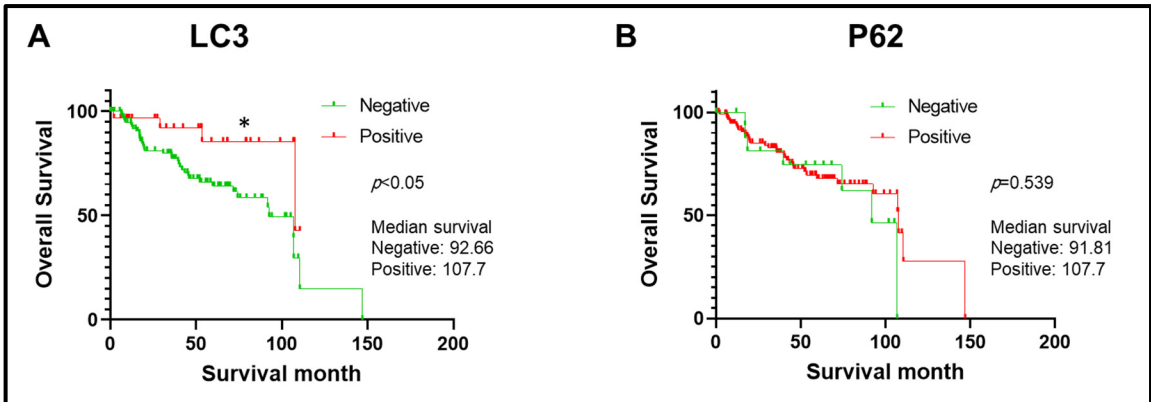 A LC3
Negative
Positive
*
p<0.05
Median survival
Negative: 92.66
Positive: 107.7
Overall Survival
100
50
0
0 50 100 150 200
Survival month
B P62
Negative
Positive
p=0.539
Median survival
Negative: 91.81
Positive: 107.7
Overall Survival
100
50
0
0 50 100 150 200
Survival month